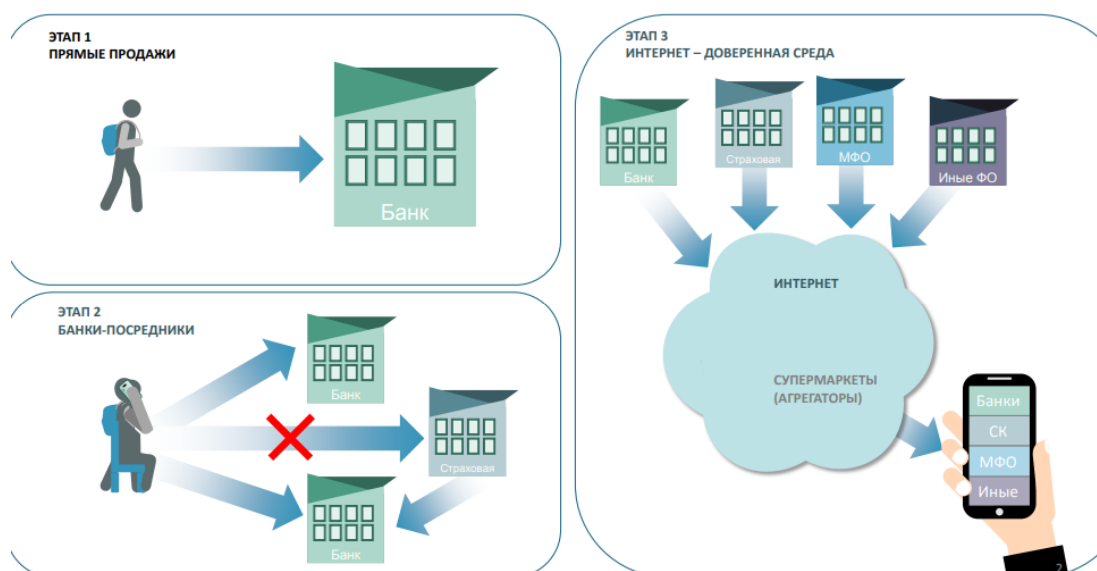 ЭТАП 1
ПРЯМЫЕ ПРОДАЖИ
Банк
ЭТАП 2
БАНКИ-ПОСРЕДНИКИ
Банк
Страховая
Банк
ЭТАП 3
ИНТЕРНЕТ – ДОВЕРЕННАЯ СРЕДА
Банк
Страховая
МФО
Иные ФО
ИНТЕРНЕТ
СУПЕРМАРКЕТЫ
(АГРЕГАТОРЫ)
Банки
СК
МФО
Иные
2